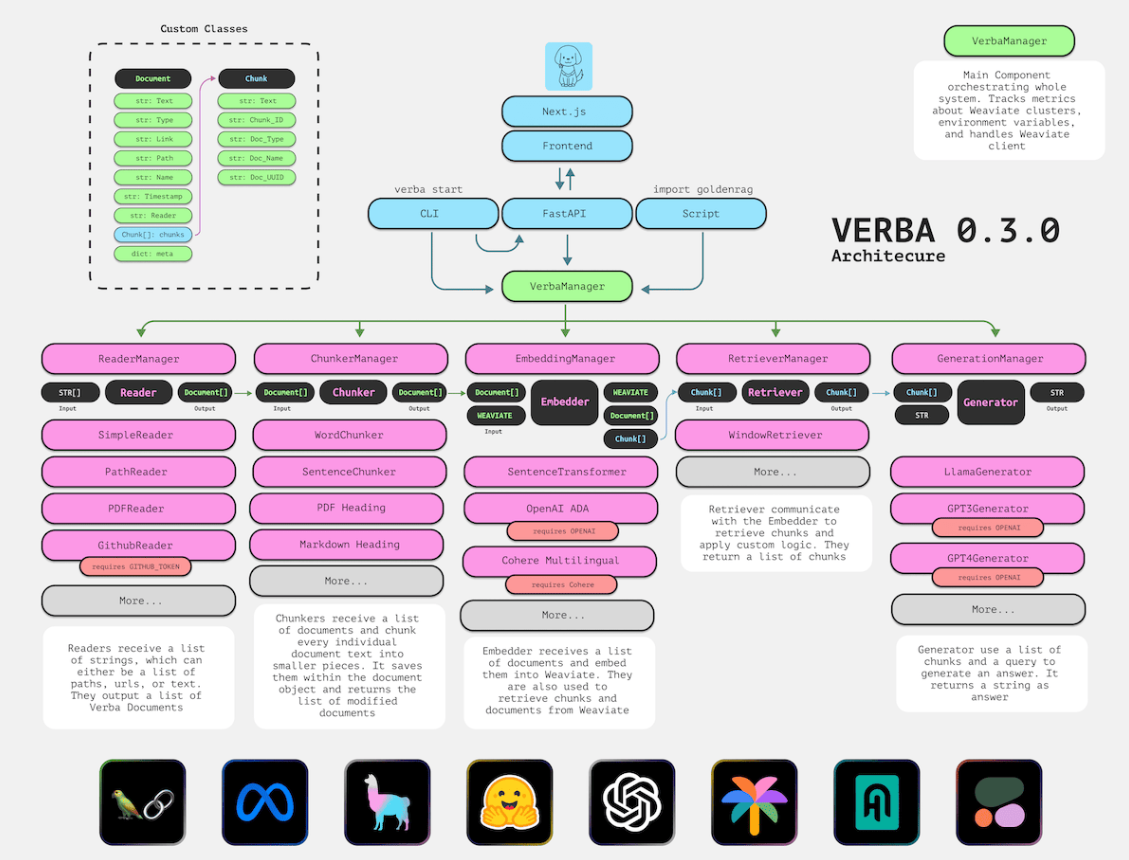 Custom Classes
Document
Chunk
str: Text
str: Type
str: Link
str: Path
str: Name
str: Timestamp
str: Reader
Chunk[]: chunks
dict: meta
str: Text
str: Chunk_ID
str: Doc_Type
str: Doc_Name
str: Doc_UUID
Next.js
Frontend
verba start
import goldenrag
CLI
FastAPI
Script
VerbaManager
VerbaManager
Main Component
orchestrating whole
system. Tracks metrics
about Weaviate clusters,
environment variables,
and handles Weaviate
client
VERBA 0.3.0
Architecure
ReaderManager
STR[]
Reader
Document[]
Input
Output
SimpleReader
PathReader
PDFReader
GithubReader
requires GITHUB_TOKEN
More...
Readers receive a list
of strings, which can
either be a list of
paths, urls, or text.
They output a list of
Verba Documents
ChunkerManager
Document[]
Chunker
Document[]
Input
Output
WordChunker
SentenceChunker
PDF Heading
Markdown Heading
More...
Chunkers receive a list
of documents and chunk
every individual
document text into
smaller pieces. It saves
them within the document
object and returns the
list of modified
documents
EmbeddingManager
Document[]
WEAVIATE
Input
Embedder
WEAVIATE
Document[]
Chunk[]
SentenceTransformer
OpenAI ADA
requires OPENAI
Cohere Multilingual
requires Cohere
More...
Embedder receives a list
of documents and embed
them into Weaviate. They
are also used to
retrieve chunks and
documents from Weaviate
RetrieverManager
Chunk[]
Retriever
Chunk[]
Input
Output
WindowRetriever
More...
Retriever communicate
with the Embedder to
retrieve chunks and
apply custom logic. They
return a list of chunks
GenerationManager
Chunk[]
STR
Generator
STR
Output
LlamaGenerator
GPT3Generator
requires OPENAI
GPT4Generator
requires OPENAI
More...
Generator use a list of
chunks and a query to
generate an answer. It
returns a string as
answer